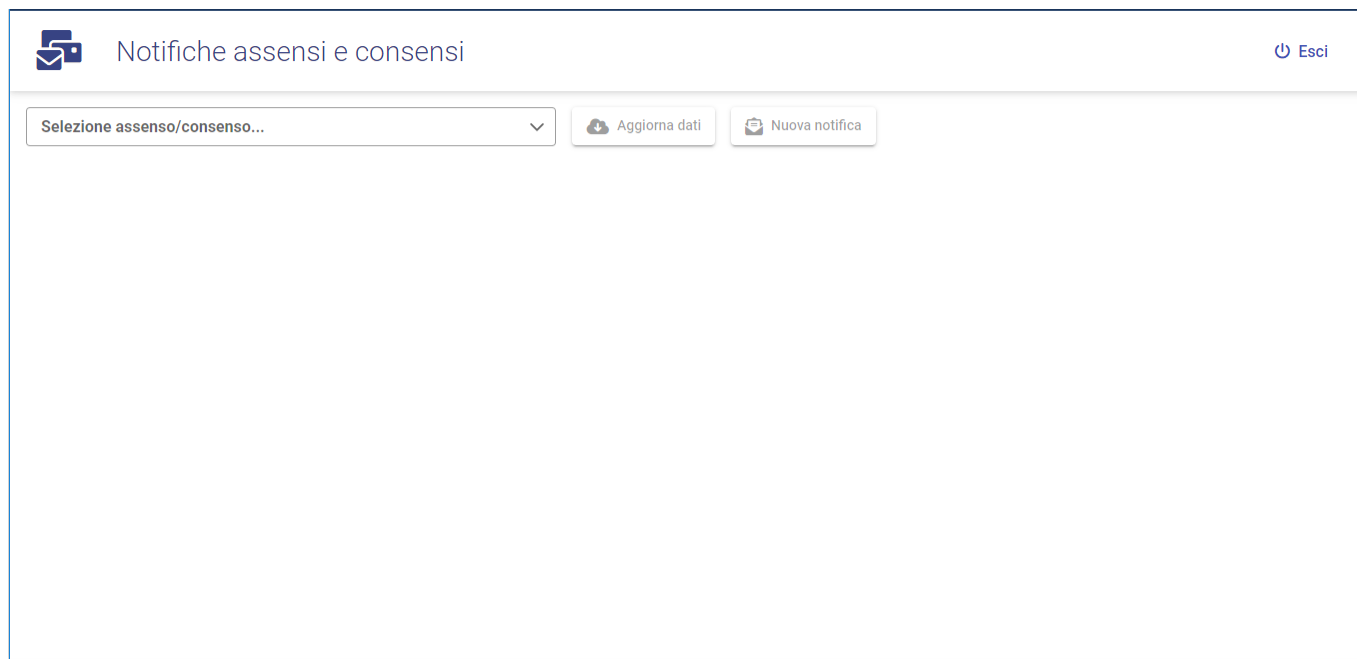 Notifiche assensi e consensi
Esci
Selezione assenso/consenso...
Aggiorna dati
Nuova notifica